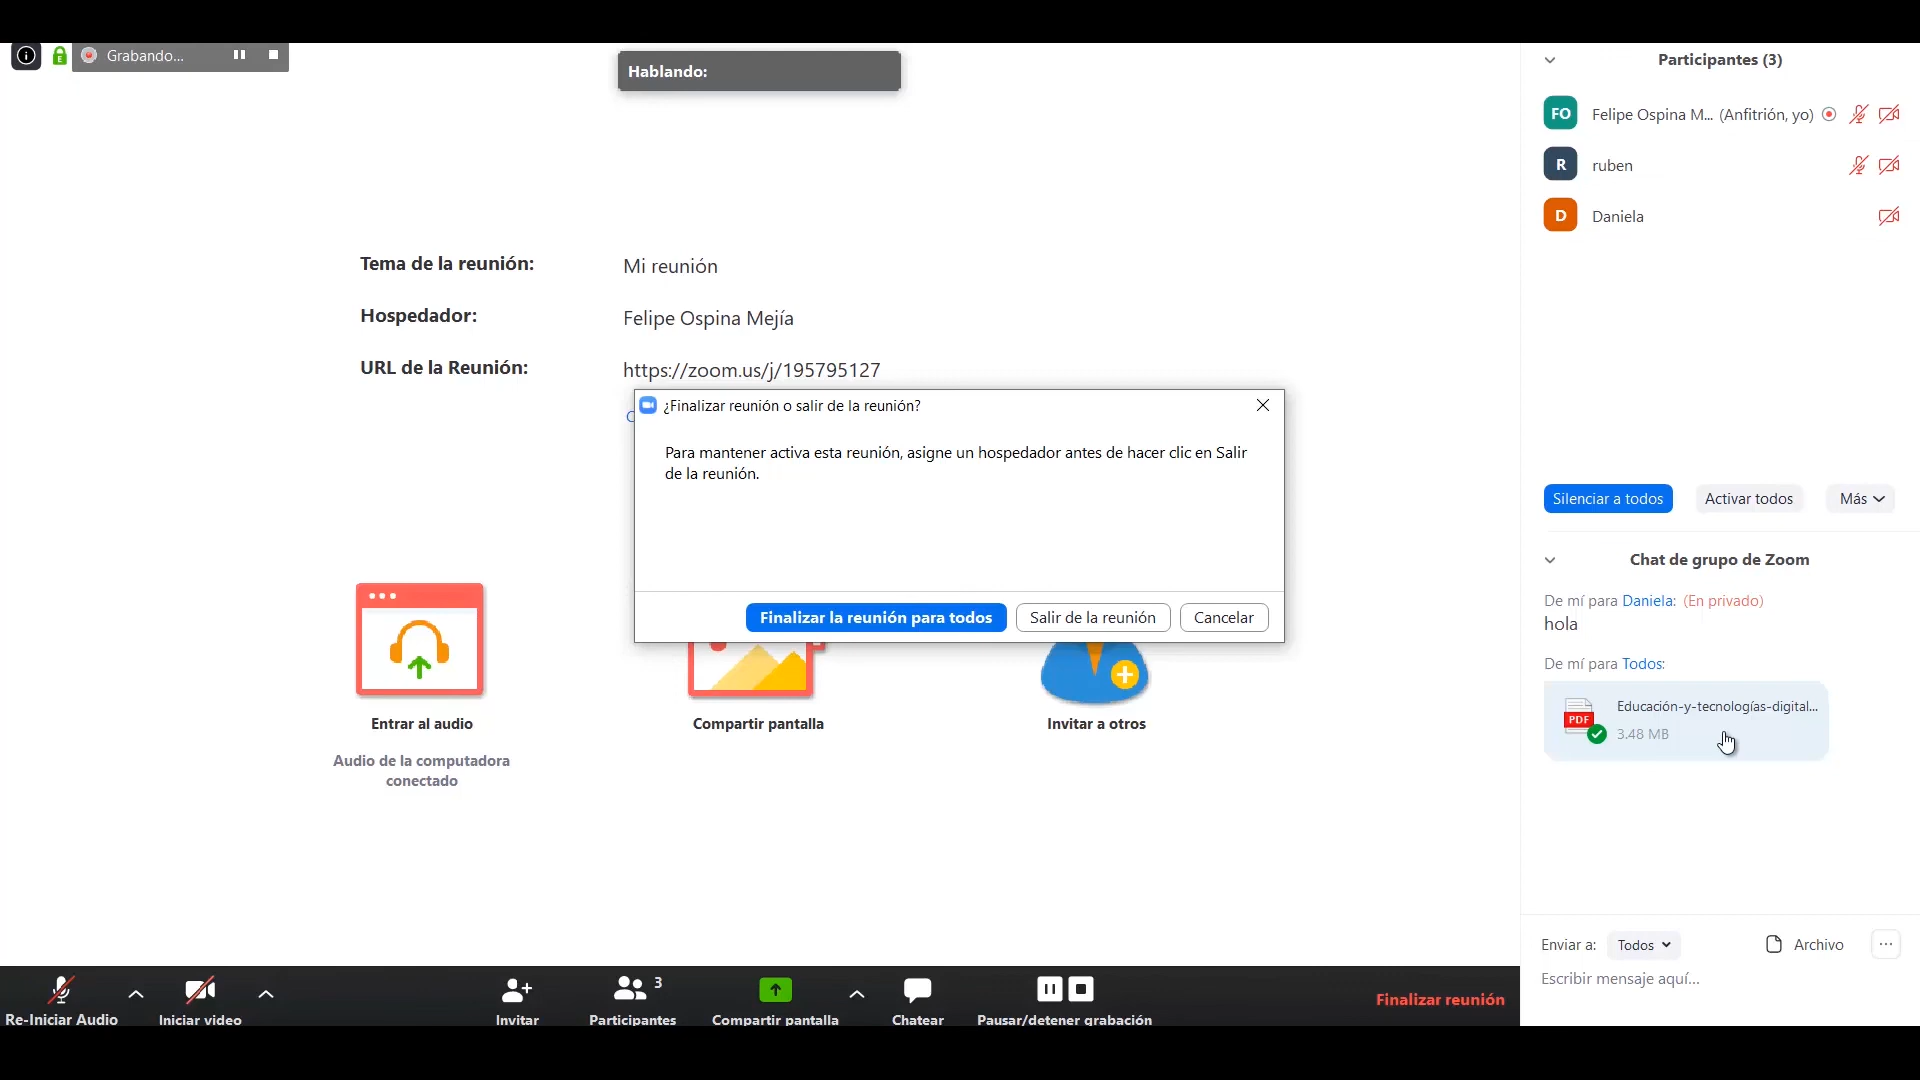 Grabando...
Hablando:
Participantes (3)
FO Felipe Ospina M... (Anfitrión, yo)
R ruben
D Daniela
Tema de la reunión: Mi reunión
Hospedador: Felipe Ospina Mejía
URL de la Reunión: https://zoom.us/j/195795127
¿Finalizar reunión o salir de la reunión?
Para mantener activa esta reunión, asigne un hospedador antes de hacer clic en Salir
de la reunión.
Finalizar la reunión para todos Salir de la reunión Cancelar
Silenciar a todos Activar todos Más
Chat de grupo de Zoom
De mí para Daniela: (En privado)
hola
De mí para Todos:
PDF Educación-y-tecnologías-digital...
3.48 MB
Entrar al audio
Audio de la computadora
conectado
Compartir pantalla
Invitar a otros
Enviar a: Todos Archivo
Escribir mensaje aquí...
Re-Iniciar Audio
Iniciar video
Invitar
Participantes 3
Compartir pantalla
Chatear
Pausar/detener grabación
Finalizar reunión